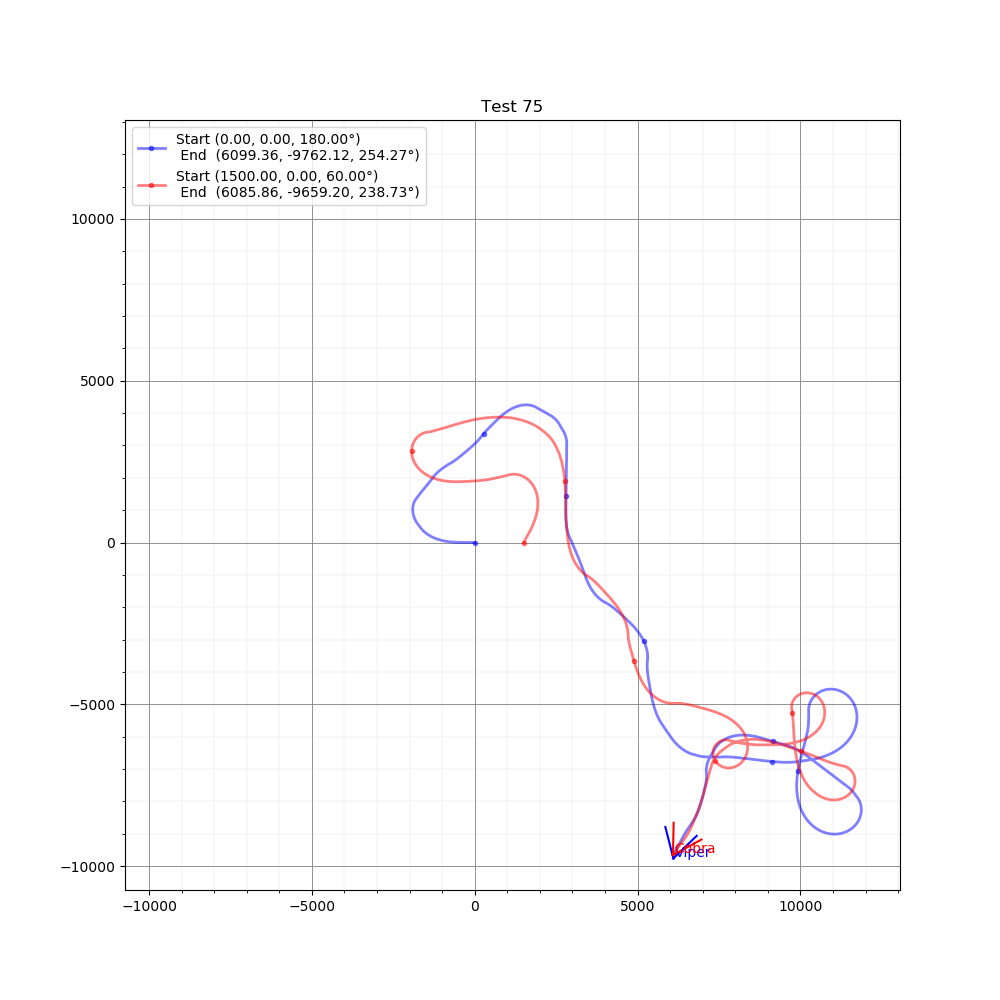 Test 75
Start (0.00, 0.00, 180.00°)
End (6099.36, -9762.12, 254.27°)
Start (1500.00, 0.00, 60.00°)
End (6085.86, -9659.20, 238.73°)
10000
5000
0
−5000
−10000
Cobra
Viper
−10000
−5000
0
5000
10000